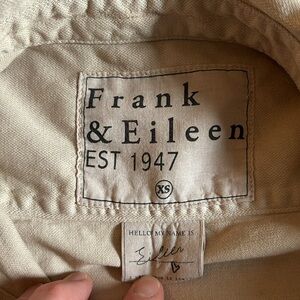 Frank
&Eileen
EST 1947
XS
HELLO MY NAME IS
Eileen